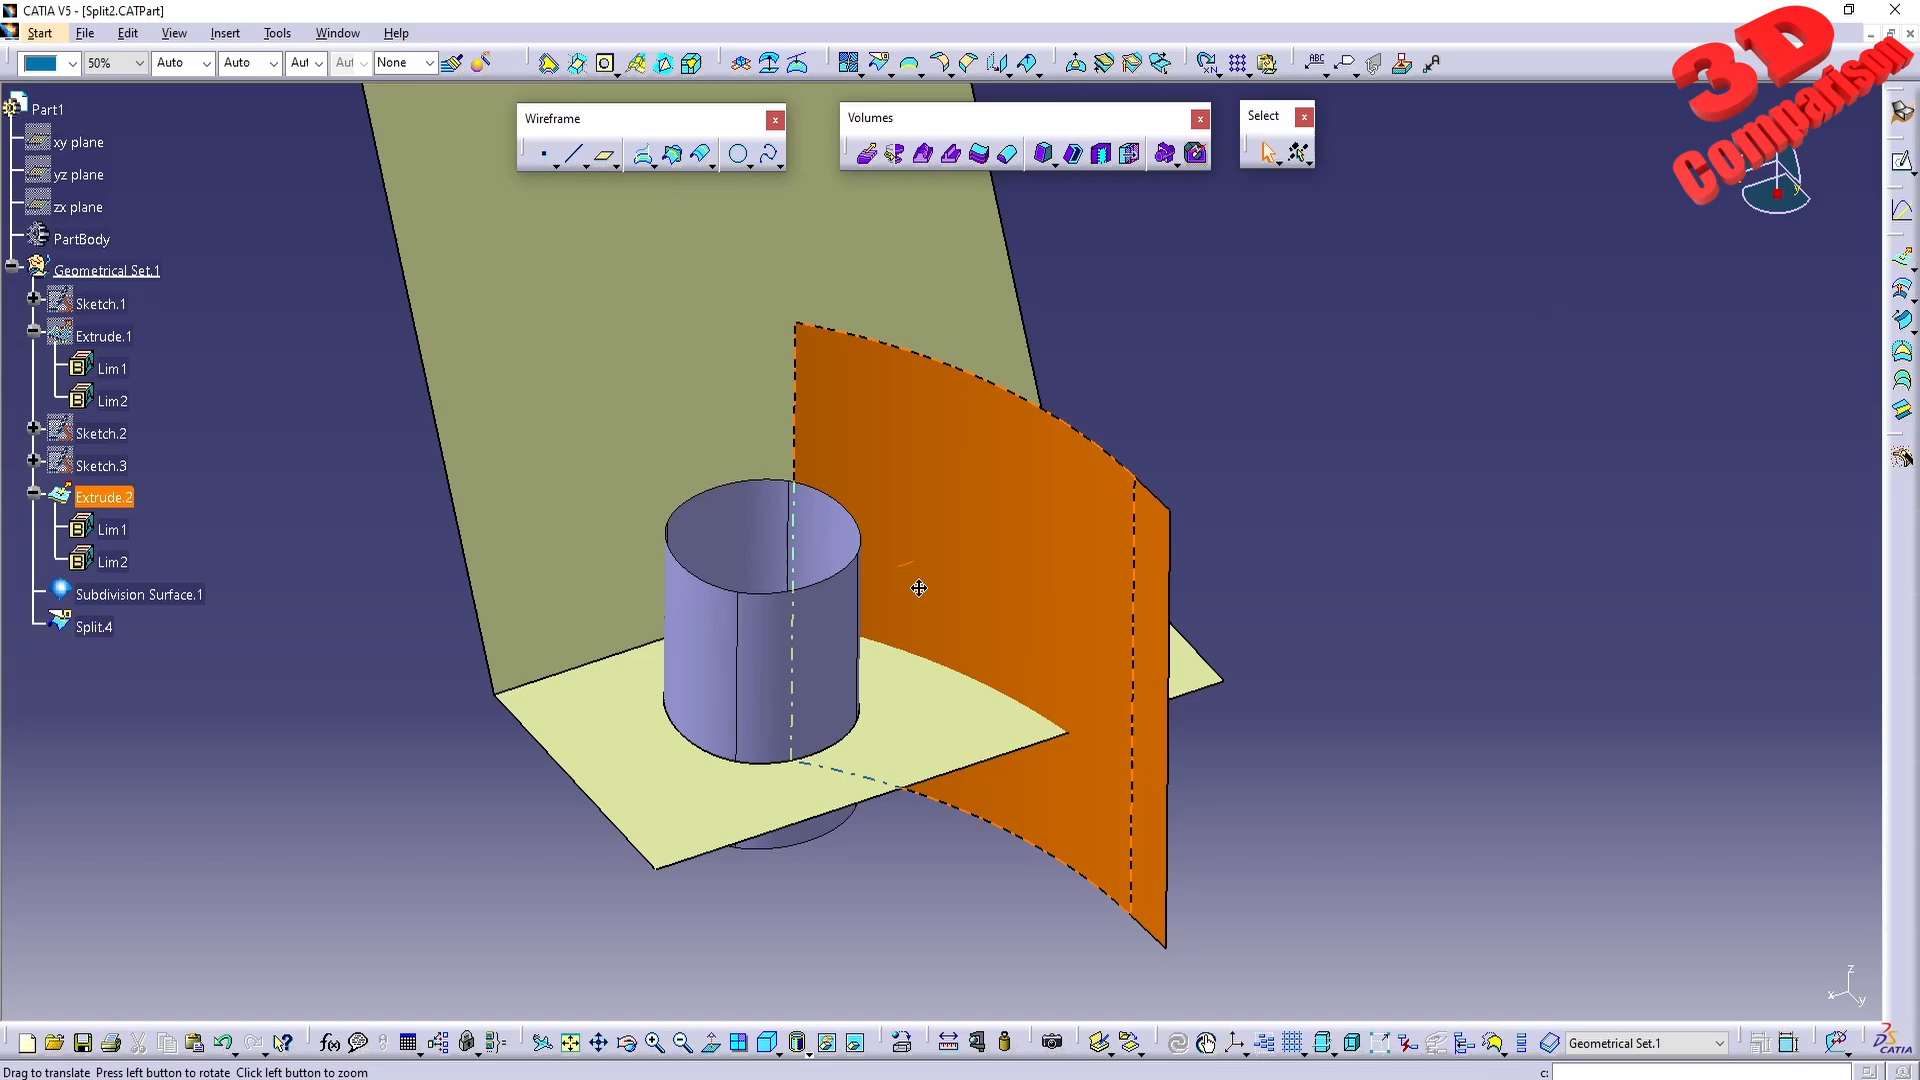 CATIA V5 - [Split2.CATPart]
Start File Edit View Insert Tools Window Help
50% Auto Auto Aut Aut None
3D Comparison
Wireframe
Volumes
Select
Part1
xy plane
yz plane
zx plane
PartBody
Geometrical Set.1
Sketch.1
Extrude.1
Lim1
Lim2
Sketch.2
Sketch.3
Extrude.2
Lim1
Lim2
Subdivision Surface.1
Split.4
y
z
x
y
Geometrical Set.1
CATIA
Drag to translate Press left button to rotate Click left button to zoom
c: